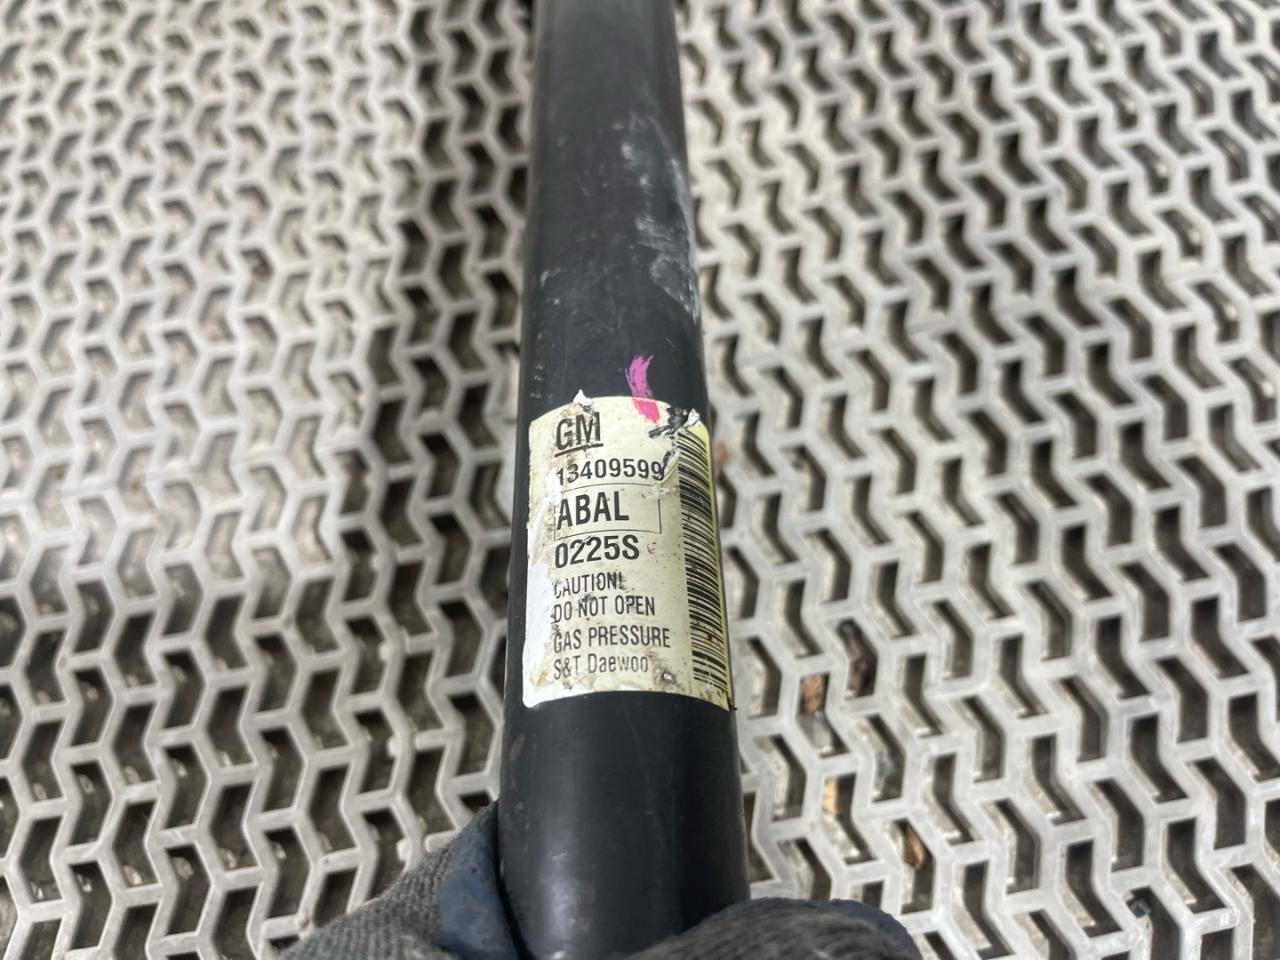 GM
13409599
ABAL
0225S
CAUTION!
DO NOT OPEN
GAS PRESSURE
S&T Daewoo